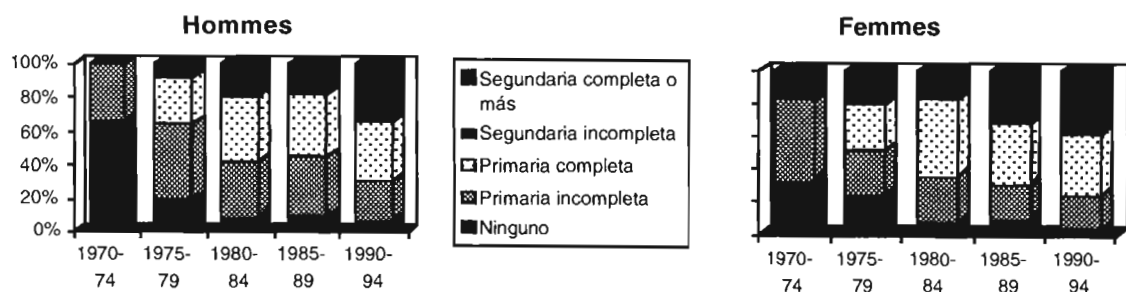 Hommes
Femmes
100%
80%
60%
40%
20%
0%
1970-74
1975-79
1980-84
1985-89
1990-94
Segundaria completa o
más
Segundaria incompleta
Primaria completa
Primaria incompleta
Ninguno
1970-74
1975-79
1980-84
1985-89
1990-94